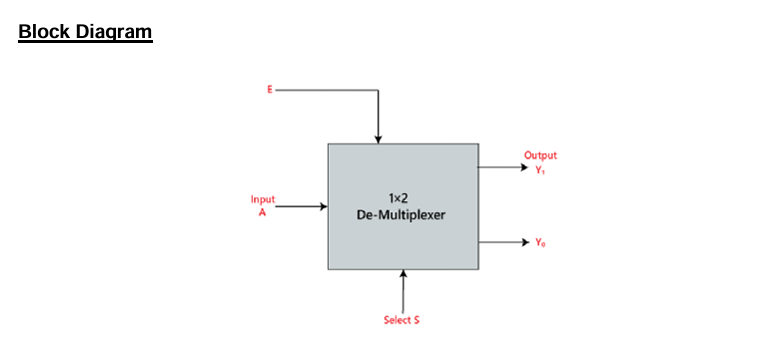 Block Diagram
E
Output
Y₁
Input
A
1×2
De-Multiplexer
Y₀
Select S